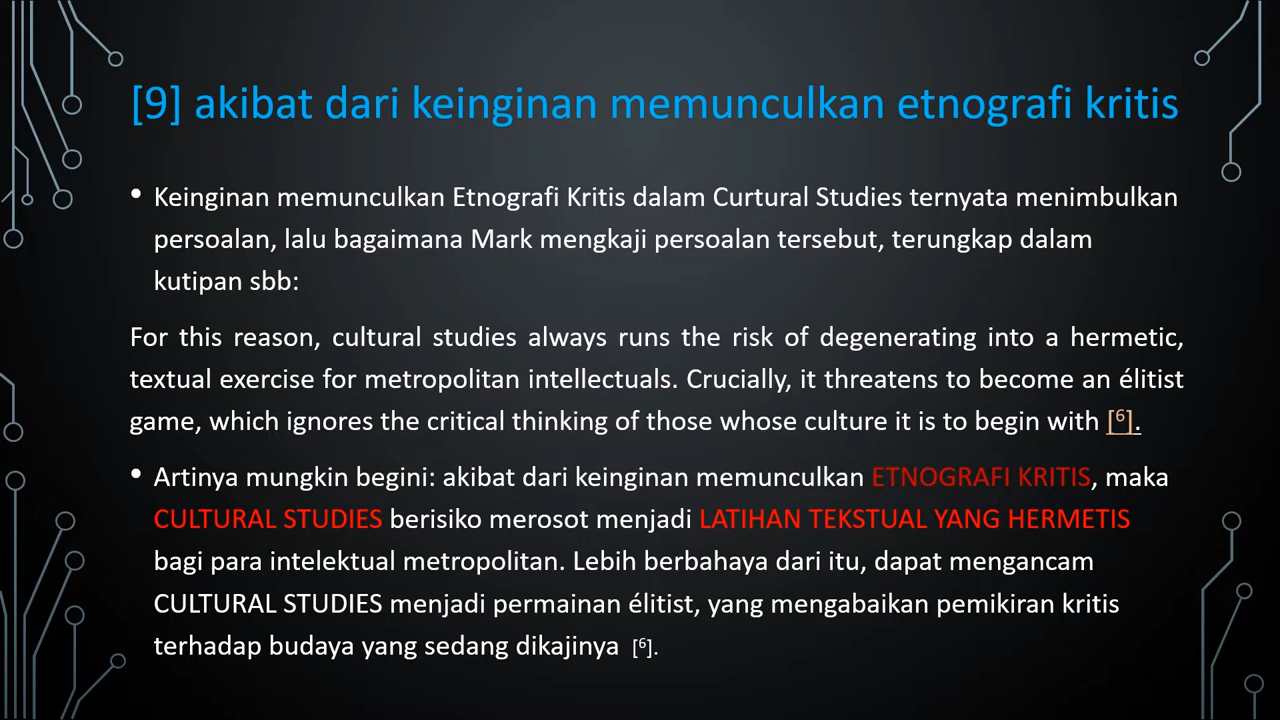 [9] akibat dari keinginan memunculkan etnografi kritis
• Keinginan memunculkan Etnografi Kritis dalam Curtural Studies ternyata menimbulkan
persoalan, lalu bagaimana Mark mengkaji persoalan tersebut, terungkap dalam
kutipan sbb:
For this reason, cultural studies always runs the risk of degenerating into a hermetic,
textual exercise for metropolitan intellectuals. Crucially, it threatens to become an élitist
game, which ignores the critical thinking of those whose culture it is to begin with [6].
• Artinya mungkin begini: akibat dari keinginan memunculkan ETNOGRAFI KRITIS, maka
CULTURAL STUDIES berisiko merosot menjadi LATIHAN TEKSTUAL YANG HERMETIS
bagi para intelektual metropolitan. Lebih berbahaya dari itu, dapat mengancam
CULTURAL STUDIES menjadi permainan élitist, yang mengabaikan pemikiran kritis
terhadap budaya yang sedang dikajinya [6].